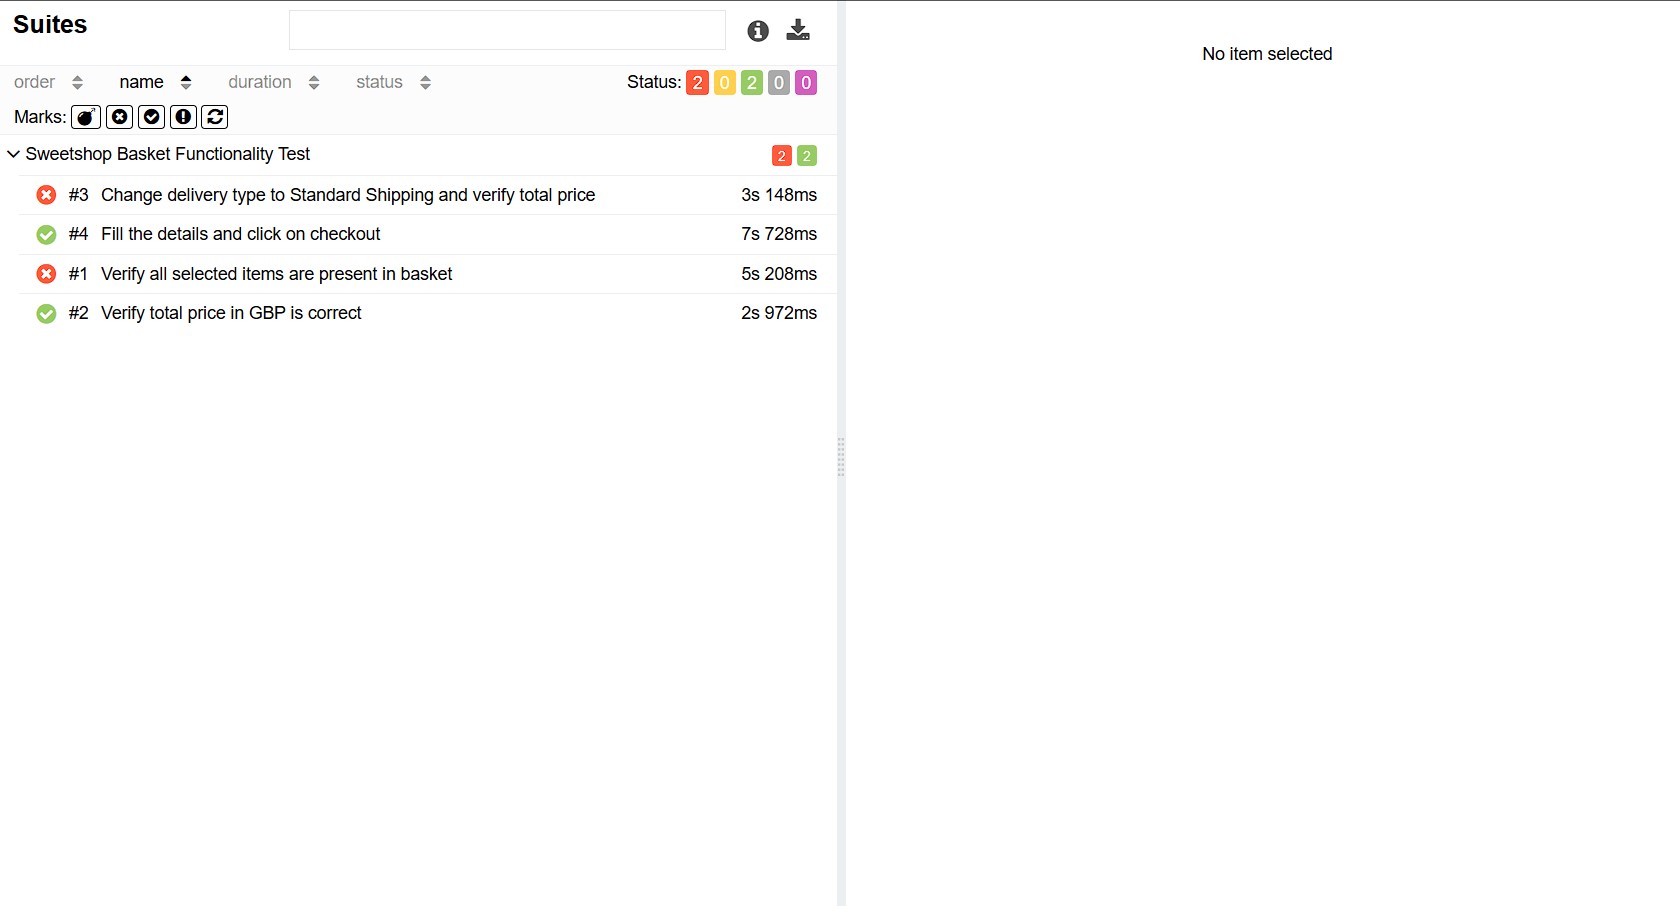 Suites
order name duration status Status: 2 0 2 0 0
Marks:
Sweetshop Basket Functionality Test 2 2
#3 Change delivery type to Standard Shipping and verify total price 3s 148ms
#4 Fill the details and click on checkout 7s 728ms
#1 Verify all selected items are present in basket 5s 208ms
#2 Verify total price in GBP is correct 2s 972ms
No item selected